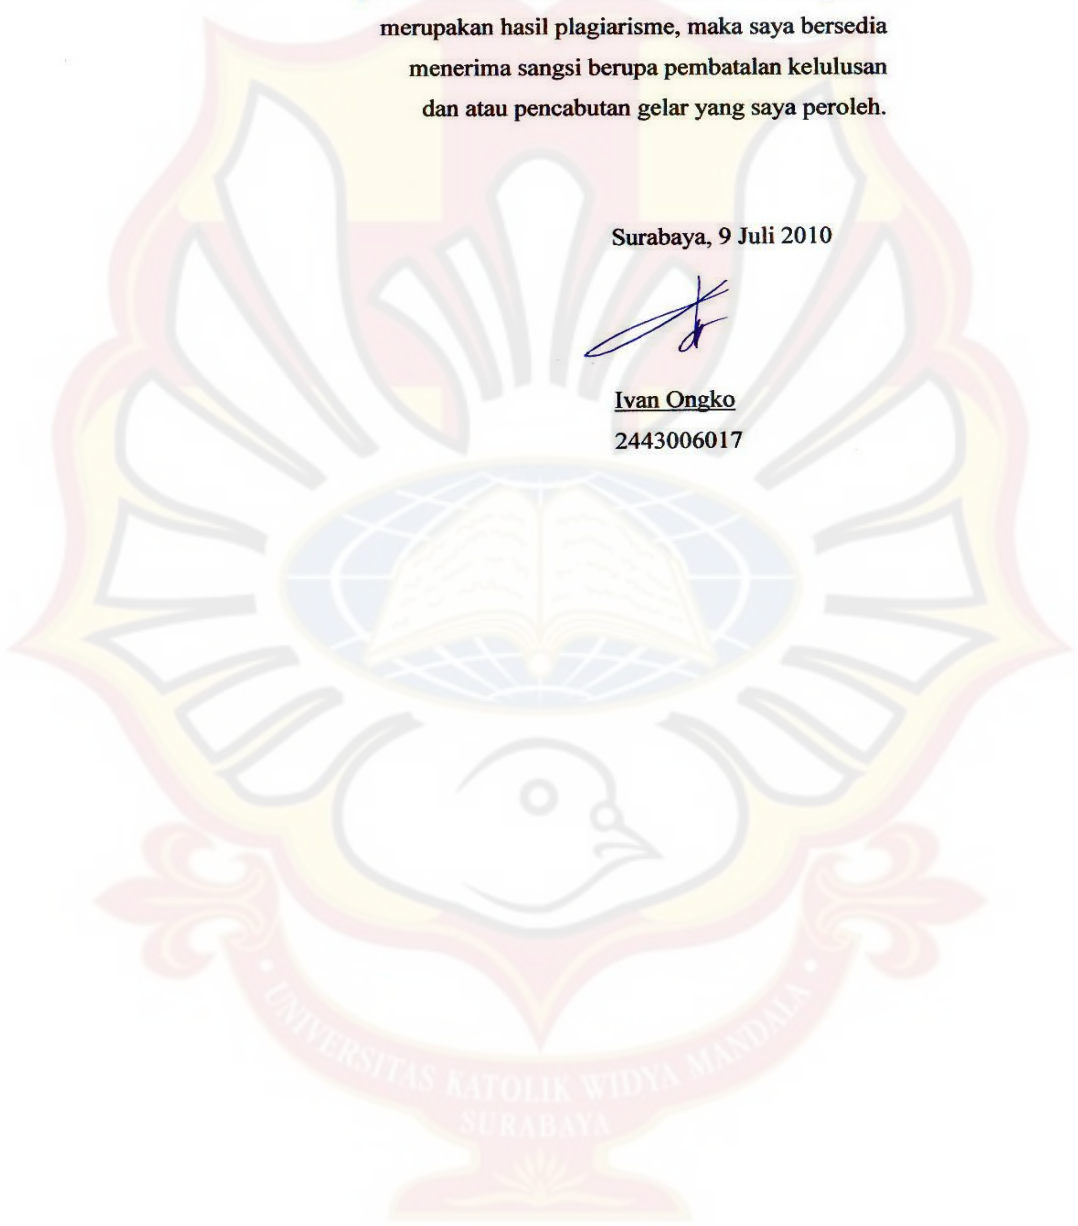 merupakan hasil plagiarisme, maka saya bersedia
menerima sangsi berupa pembatalan kelulusan
dan atau pencabutan gelar yang saya peroleh.
Surabaya, 9 Juli 2010
Ivan Ongko
2443006017
UNIVERSITAS KATOLIK WIDYA MANDALA
SURABAYA